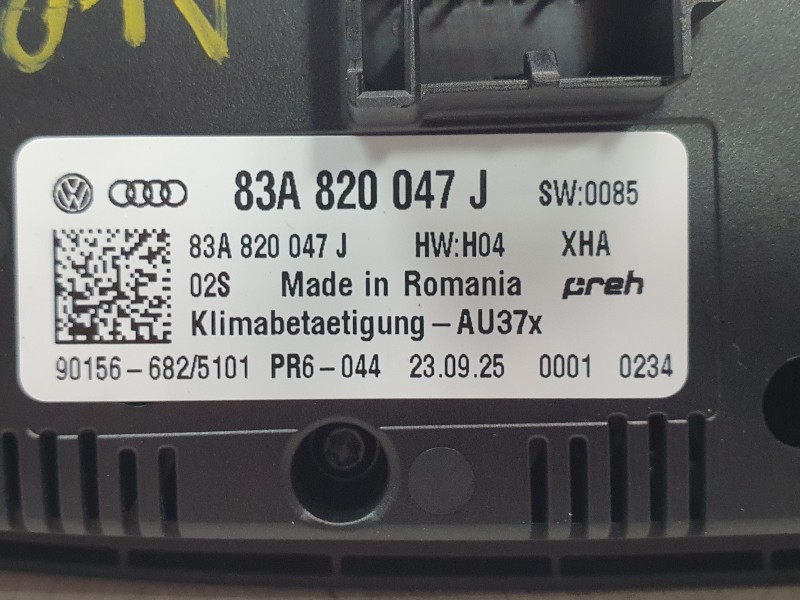 83A 820 047 J SW:0085
83A 820 047 J HW:H04 XHA
02S Made in Romania preh
Klimabetaetigung-AU37x
90156-682/5101 PR6-044 23.09.25 0001 0234